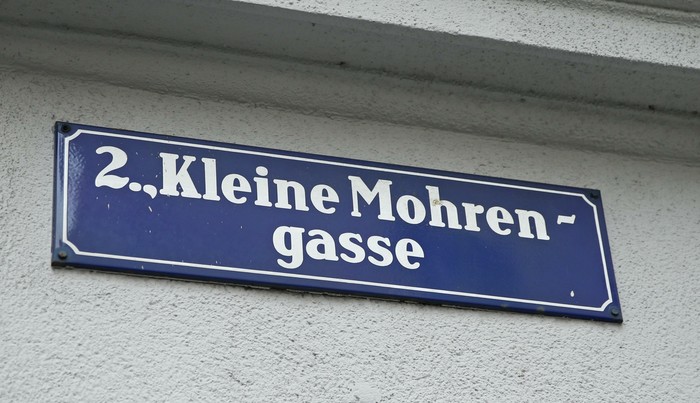 2., Kleine Mohren-
gasse